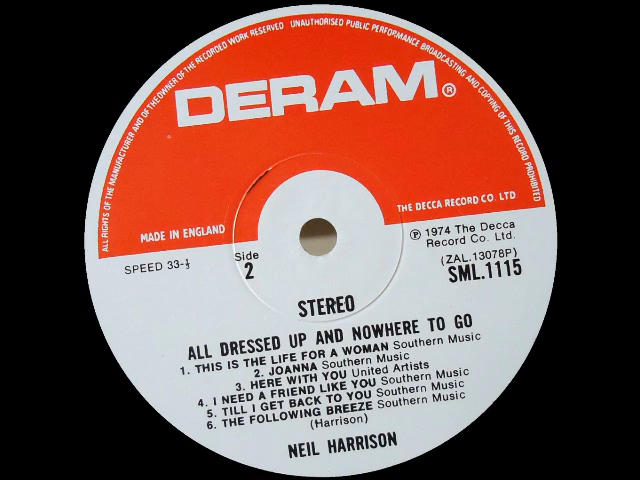 ALL RIGHTS OF THE MANUFACTURER AND OF THE OWNER OF THE RECORDED WORK RESERVED UNAUTHORISED PUBLIC PERFORMANCE BROADCASTING AND COPYING OF THIS RECORD PROHIBITED
DERAM®
THE DECCA RECORD CO. LTD
MADE IN ENGLAND
SPEED 33-⅓
Side
2
Ⓟ 1974 The Decca
Record Co. Ltd.
(ZAL.13078P)
SML.1115
STEREO
ALL DRESSED UP AND NOWHERE TO GO
1. THIS IS THE LIFE FOR A WOMAN Southern Music
2. JOANNA Southern Music
3. HERE WITH YOU United Artists
4. I NEED A FRIEND LIKE YOU Southern Music
5. TILL I GET BACK TO YOU Southern Music
6. THE FOLLOWING BREEZE Southern Music
(Harrison)
NEIL HARRISON